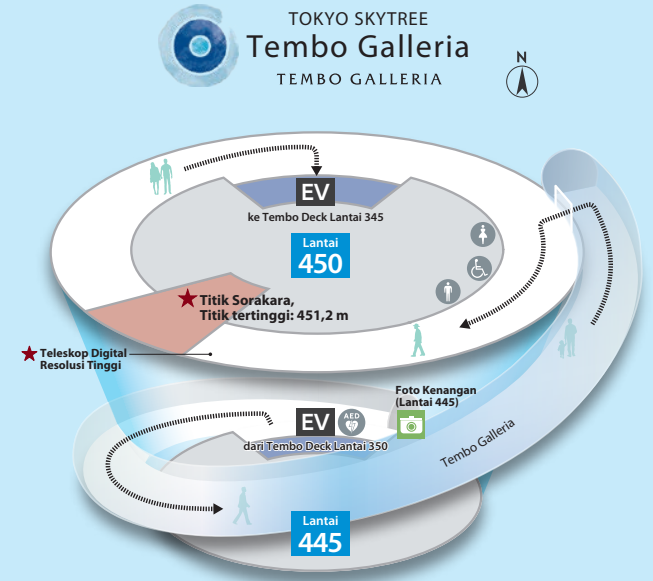 TOKYO SKYTREE
Tembo Galleria
TEMBO GALLERIA
N
EV
ke Tembo Deck Lantai 345
Lantai
450
Titik Sorakara,
Titik tertinggi: 451,2 m
Teleskop Digital
Resolusi Tinggi
Foto Kenangan
(Lantai 445)
EV
AED
dari Tembo Deck Lantai 350
Tembo Galleria
Lantai
445